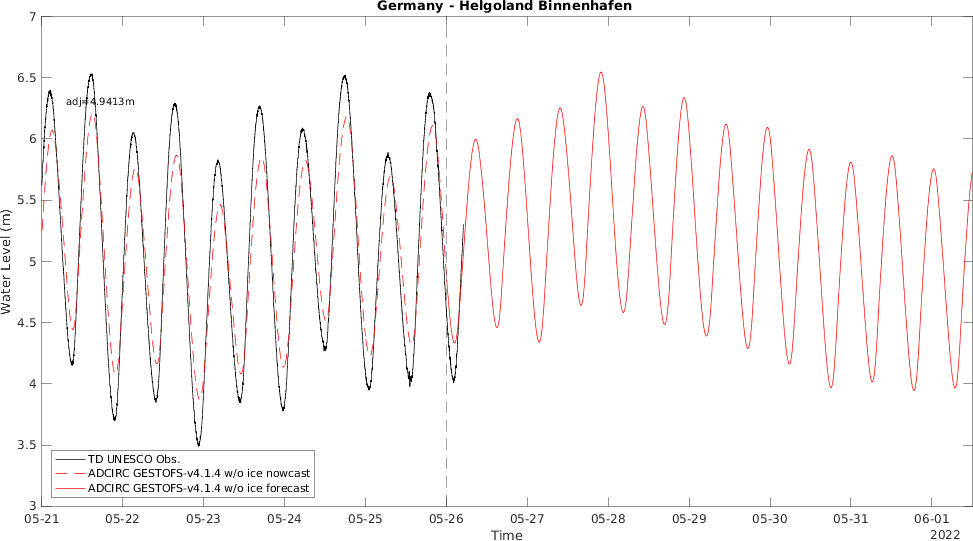 Germany - Helgoland Binnenhafen
Water Level (m)
7
6.5
6
5.5
5
4.5
4
3.5
3
adj=4.9413m
TD UNESCO Obs.
ADCIRC GESTOFS-v4.1.4 w/o ice nowcast
ADCIRC GESTOFS-v4.1.4 w/o ice forecast
05-21 05-22 05-23 05-24 05-25 05-26 05-27 05-28 05-29 05-30 05-31 06-01
Time
2022